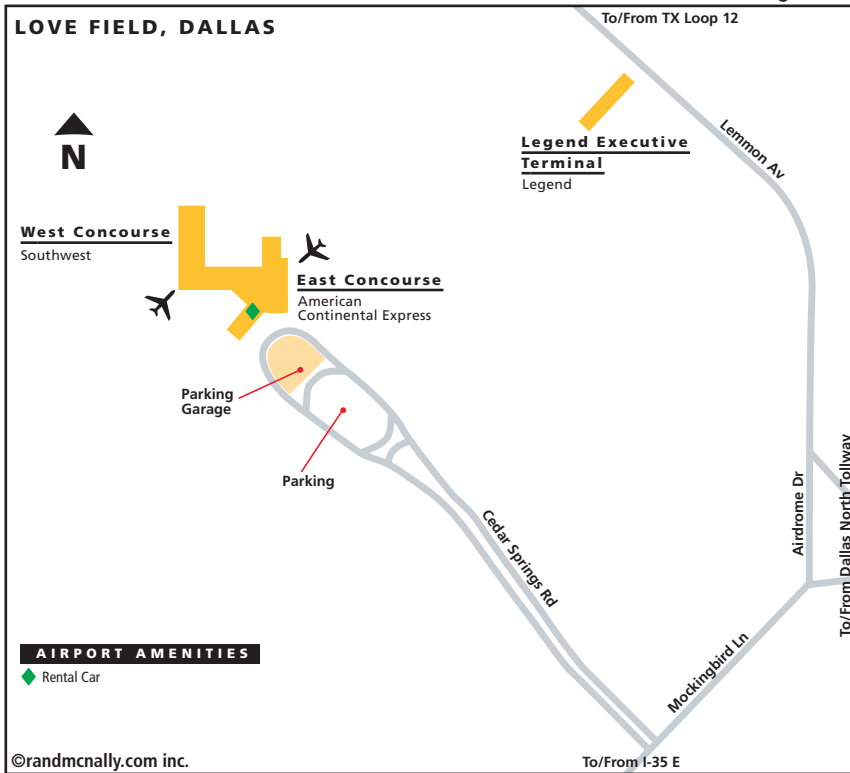 LOVE FIELD, DALLAS
To/From TX Loop 12
N
Legend Executive
Terminal
Legend
Lemmon Av
West Concourse
Southwest
East Concourse
American
Continental Express
Parking
Garage
Parking
Cedar Springs Rd
Airdrome Dr
To/From Dallas North Tollway
Mockingbird Ln
AIRPORT AMENITIES
Rental Car
©randmcnally.com inc.
To/From I-35 E